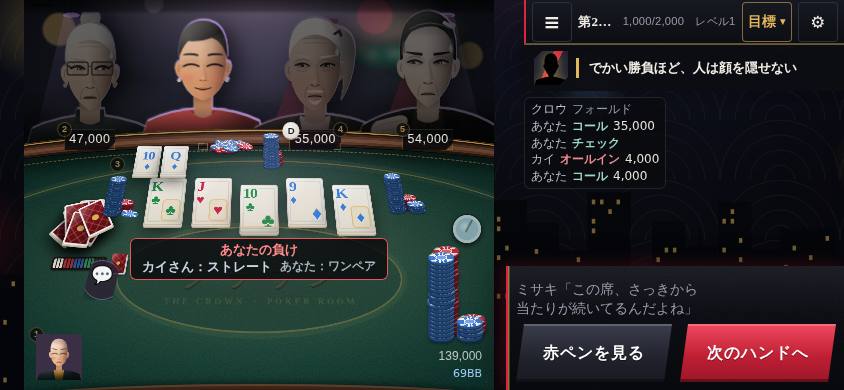 第2… 1,000/2,000 レベル1 目標▼
でかい勝負ほど、人は顔を隠せない
クロウ フォールド
あなた コール 35,000
あなた チェック
カイ オールイン 4,000
あなた コール 4,000
2 47,000
D
55,000 4
5 54,000
3
10 Q
K J 10 9 K
あなたの負け
カイさん：ストレート あなた：ワンペア
THE CROWN · POKER ROOM
1
139,000
69BB
ミサキ「この席、さっきから
当たりが続いてるんだよね」
赤ペンを見る
次のハンドへ